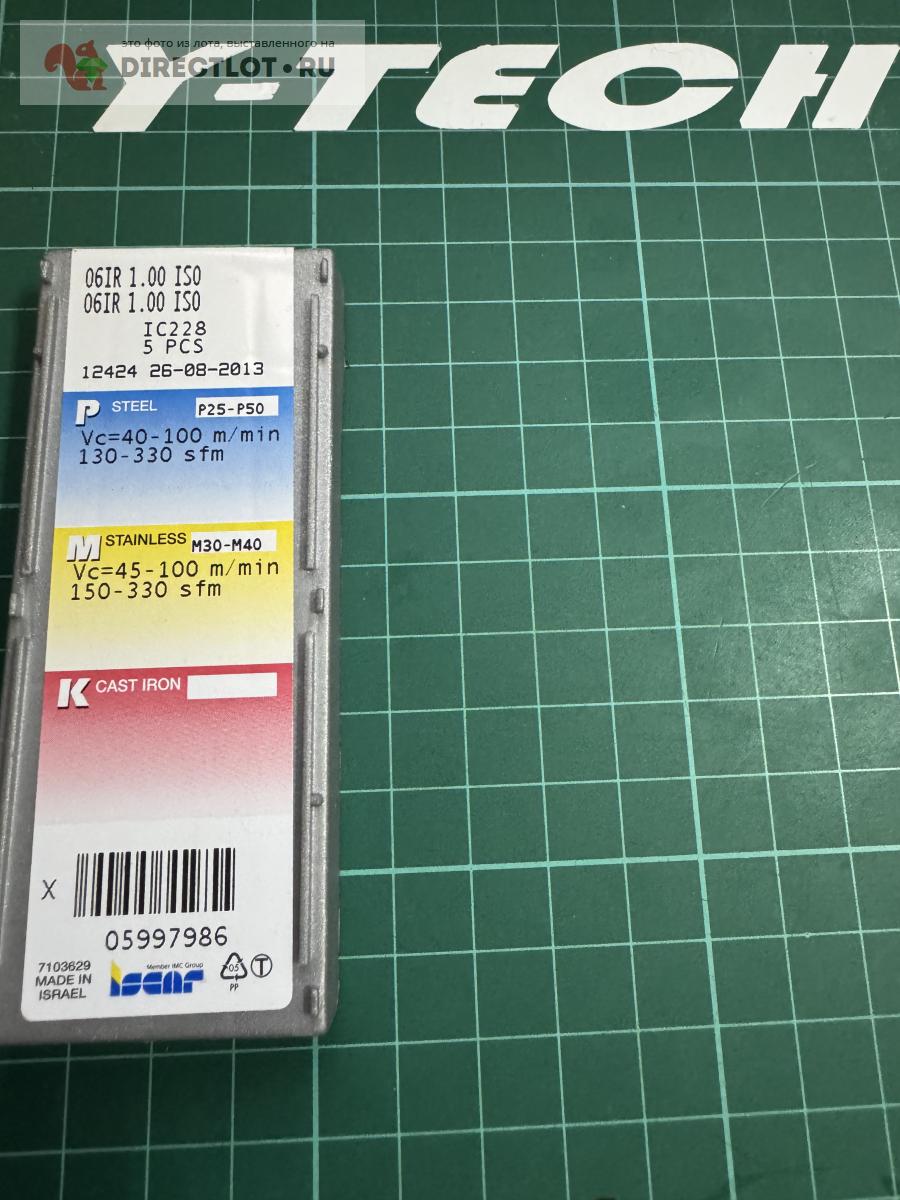 это фото из лота, выставленного на
DIRECTLOT.RU
Y-TECH
06IR 1.00 ISO
06IR 1.00 ISO
IC228
5 PCS
12424 26-08-2013
P STEEL P25-P50
Vc=40-100 m/min
130-330 sfm
M STAINLESS M30-M40
Vc=45-100 m/min
150-330 sfm
K CAST IRON
X
05997986
7103629
MADE IN
ISRAEL
Member IMC Group
iscar
05
PP
T